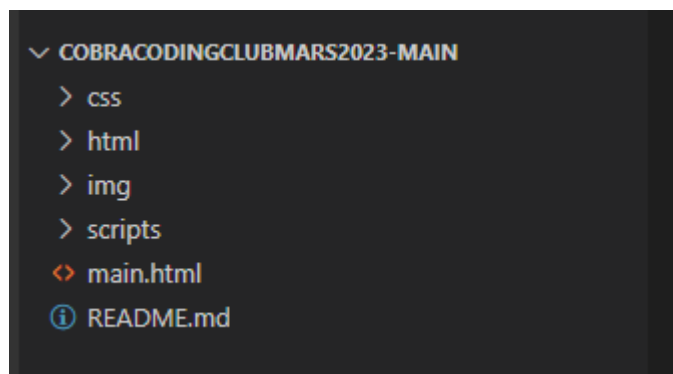 COBRACODINGCLUBMARS2023-MAIN
css
html
img
scripts
main.html
README.md